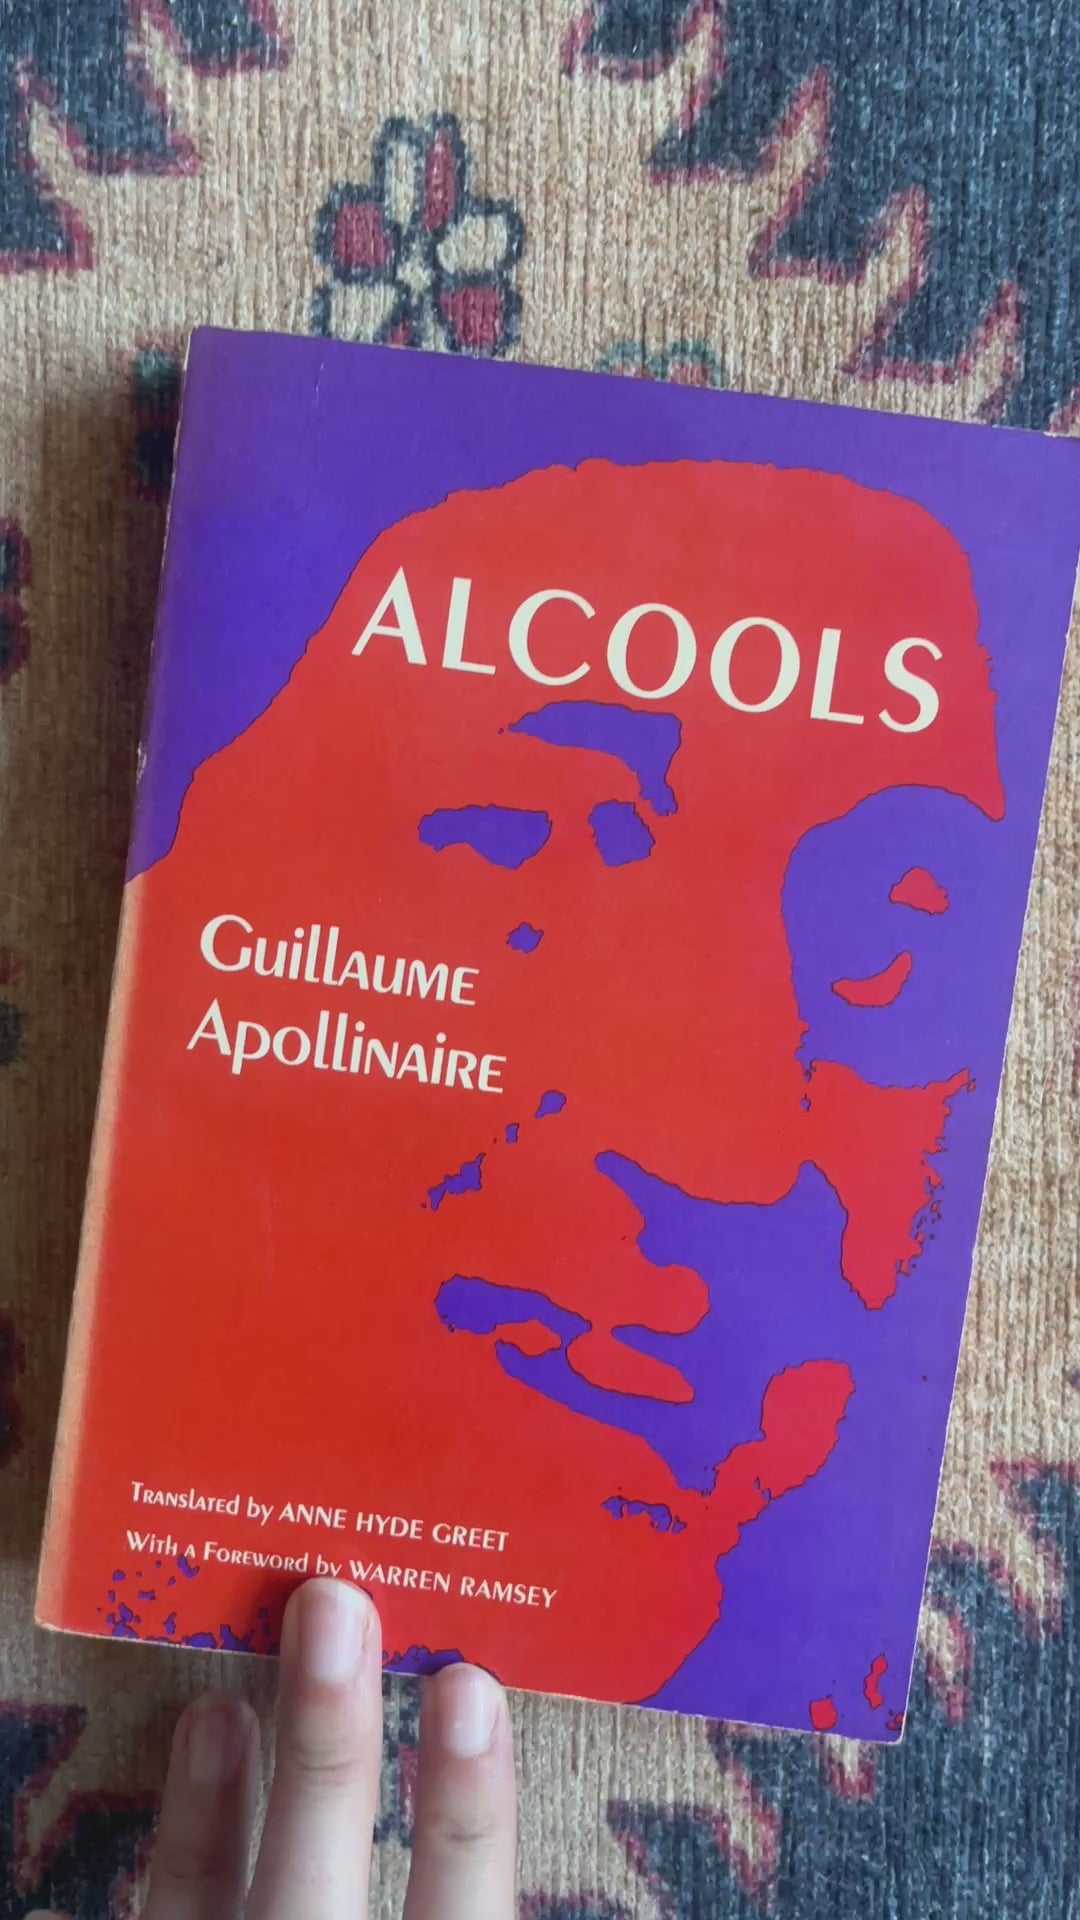 ALCOOLS
Guillaume
Apollinaire
Translated by ANNE HYDE GREET
With a Foreword by WARREN RAMSEY